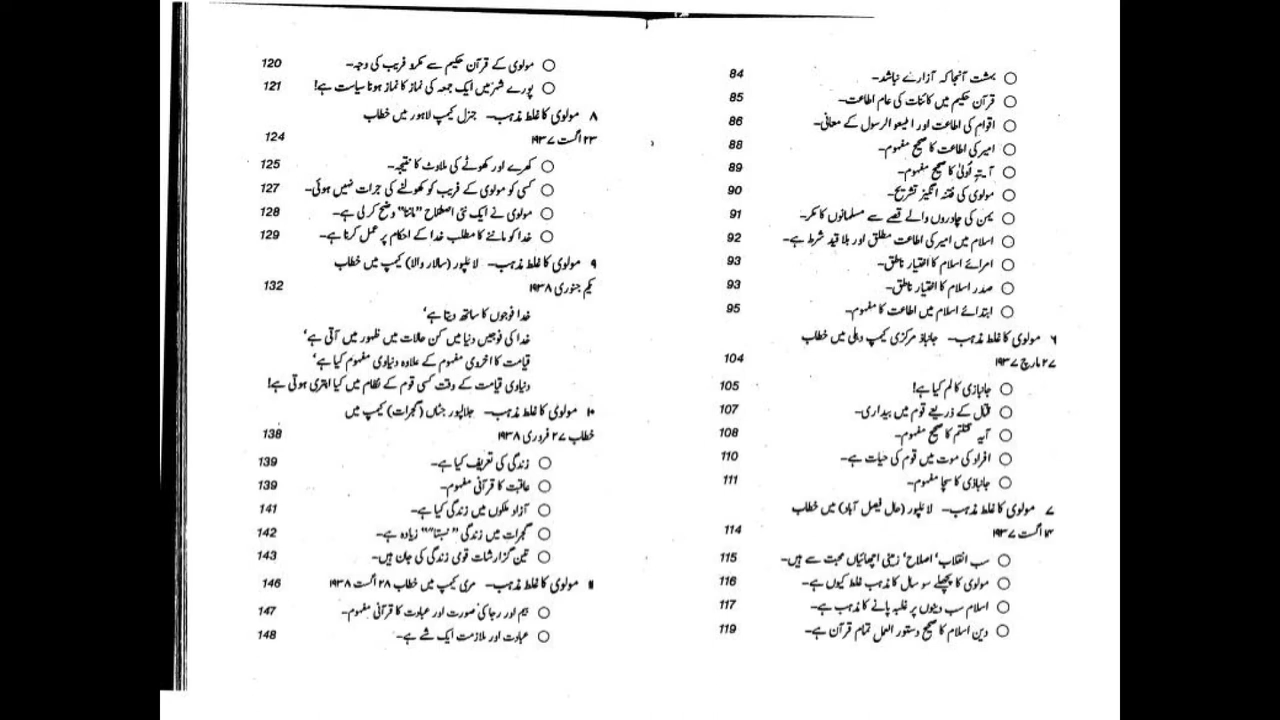 ○ بہشت آنجا کہ آزارے نباشد۔ 84
○ قرآن حکیم میں کائنات کی عام اطاعت۔ 85
○ اقوام کی اطاعت اور اطیعو الرسول کے معانی۔ 86
○ امیر کی اطاعت کا صحیح مفہوم۔ 88
○ آیۃ کا صحیح مفہوم۔ 89
○ مولوی کی فتنہ انگیز تشریح۔ 90
○ یمن کی چادروں والے قصے سے مسلمانوں کا مکر۔ 91
○ اسلام میں امیر کی اطاعت مطلق اور بلا قید شرط ہے۔ 92
○ امرائے اسلام کا اختیار ناطق۔ 93
○ صدر اسلام کا اختیار ناطق۔ 93
○ ابتدائے اسلام میں اطاعت کا مفہوم۔ 95
۶ مولوی کا غلط مذہب۔ جانباز مرکزی کیمپ دہلی میں خطاب
۲۷ مارچ ۱۹۳۷ 104
○ جانبازی کا لم کیا ہے! 105
○ قتال کے ذریعے قوم میں بیداری۔ 107
○ آیہ کا صحیح مفہوم۔ 108
○ افراد کی موت میں قوم کی حیات ہے۔ 110
○ جانبازی کا سچا مفہوم۔ 111
۷ مولوی کا غلط مذہب۔ لائلپور (حال فیصل آباد) میں خطاب
اگست ۱۹۳۷ 114
○ سب انقلاب‘ اصلاح‘ زمینی اچھائیاں محبت سے ہیں۔ 115
○ مولوی کا پچھلے سو سال کا مذہب غلط کیوں ہے۔ 116
○ اسلام سب دینوں پر غلبہ پانے کا مذہب ہے۔ 117
○ دین اسلام کا صحیح دستور العمل تمام قرآن ہے۔ 119
○ مولوی کے قرآن حکیم سے مکر و فریب کی وجہ۔ 120
○ پورے شہر میں ایک جمعہ کی نماز کا نماز ہونا سیاست ہے! 121
۸ مولوی کا غلط مذہب۔ جنرل کیمپ لاہور میں خطاب
۲۳ اگست ۱۹۳۷ 124
○ کھرے اور کھوٹے کی ملاوٹ کا نتیجہ۔ 125
○ کسی کو مولوی کے فریب کو کھولنے کی جرات نہیں ہوئی۔ 127
○ مولوی نے ایک نئی اصطلاح "ماننا" وضع کر لی ہے۔ 128
○ خدا کو ماننے کا مطلب خدا کے احکام پر عمل کرنا ہے۔ 129
۹ مولوی کا غلط مذہب۔ لائلپور (سالار والا) کیمپ میں خطاب
یکم جنوری ۱۹۳۸ 132
خدا فوجوں کا ساتھ دیتا ہے‘
خدا کی فوجیں دنیا میں کن حالات میں ظہور میں آتی ہے‘
قیامت کا اخروی مفہوم کے علاوہ دنیاوی مفہوم کیا ہے‘
دنیاوی قیامت کے وقت کسی قوم کے نظام میں کیا ابتری ہوتی ہے!
۱۰ مولوی کا غلط مذہب۔ جلالپور جٹاں (گجرات) کیمپ میں
خطاب ۲۷ فروری ۱۹۳۸ 138
○ زندگی کی تعریف کیا ہے۔ 139
○ عاقبت کا قرآنی مفہوم۔ 139
○ آزاد ملکوں میں زندگی کیا ہے۔ 141
○ گجرات میں زندگی "نسبتا" زیادہ ہے۔ 142
○ تین گزارشات قومی زندگی کی جان ہیں۔ 143
۱۱ مولوی کا غلط مذہب۔ مری کیمپ میں خطاب ۲۸ اگست ۱۹۳۸ 146
○ بیم اور رجا کی صورت اور عبادت کا قرآنی مفہوم۔ 147
○ عبادت اور ملازمت ایک شے ہے۔ 148